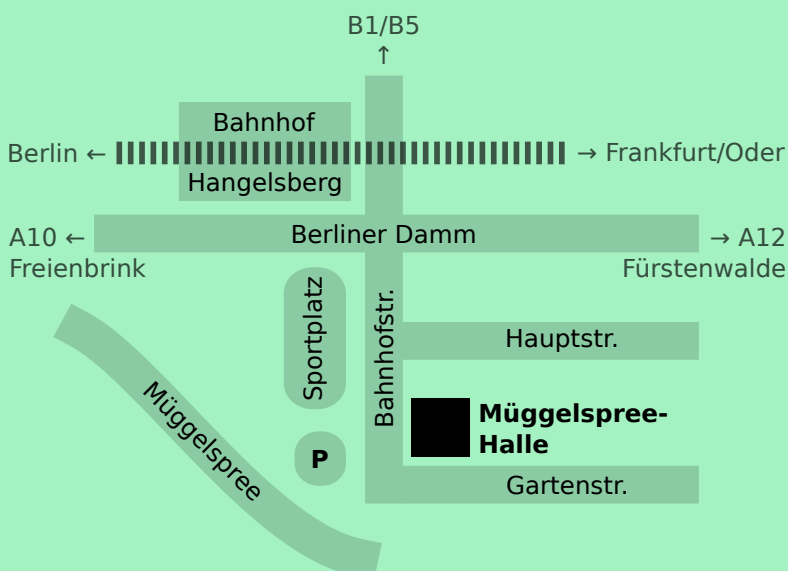 B1/B5
↑
Bahnhof
Berlin ←
→ Frankfurt/Oder
Hangelsberg
A10 ←
Freienbrink
Berliner Damm
→ A12
Fürstenwalde
Sportplatz
Bahnhofstr.
Hauptstr.
Müggelspree
Müggelspree-
Halle
P
Gartenstr.